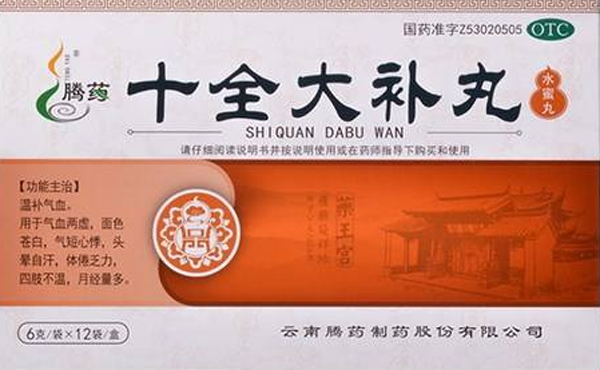 国药准字Z53020505 OTC
腾药
十全大补丸
水蜜丸
SHIQUAN DABU WAN
请仔细阅读说明书并按说明使用或在药师指导下购买和使用
【功能主治】
温补气血。
用于气血两虚，面色
苍白，气短心悸，头
晕自汗，体倦乏力，
四肢不温，月经量多。
药王宫
6克/袋×12袋/盒
云南腾药制药股份有限公司